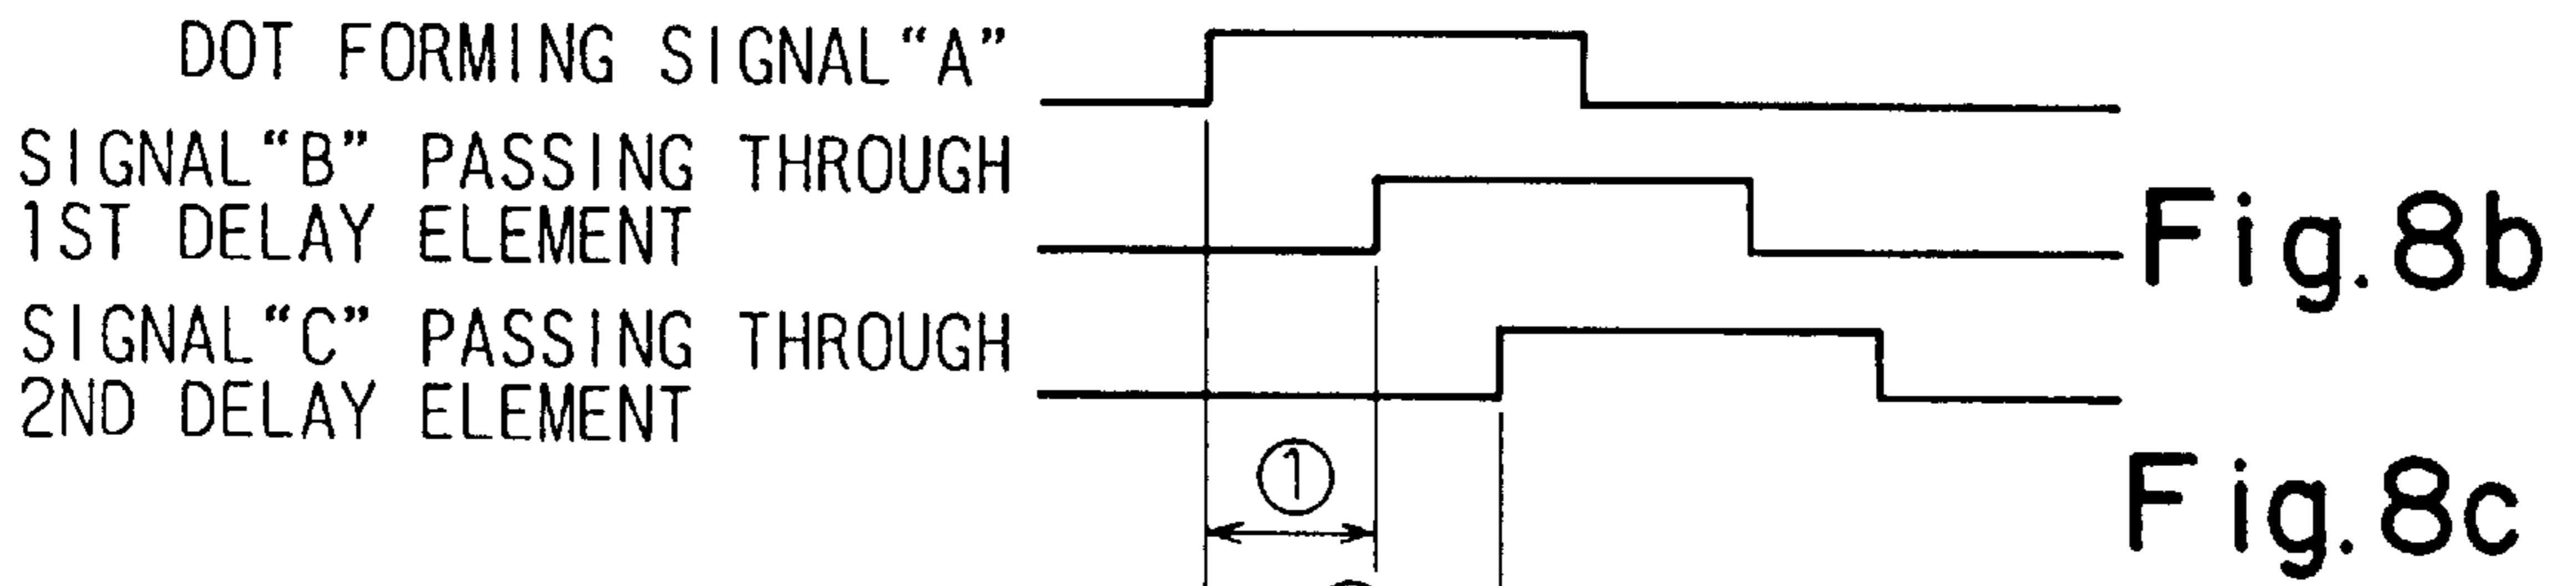 DOT FORMING SIGNAL“A”
SIGNAL“B” PASSING THROUGH
1ST DELAY ELEMENT
Fig.8b
SIGNAL“C” PASSING THROUGH
2ND DELAY ELEMENT
①
Fig.8c